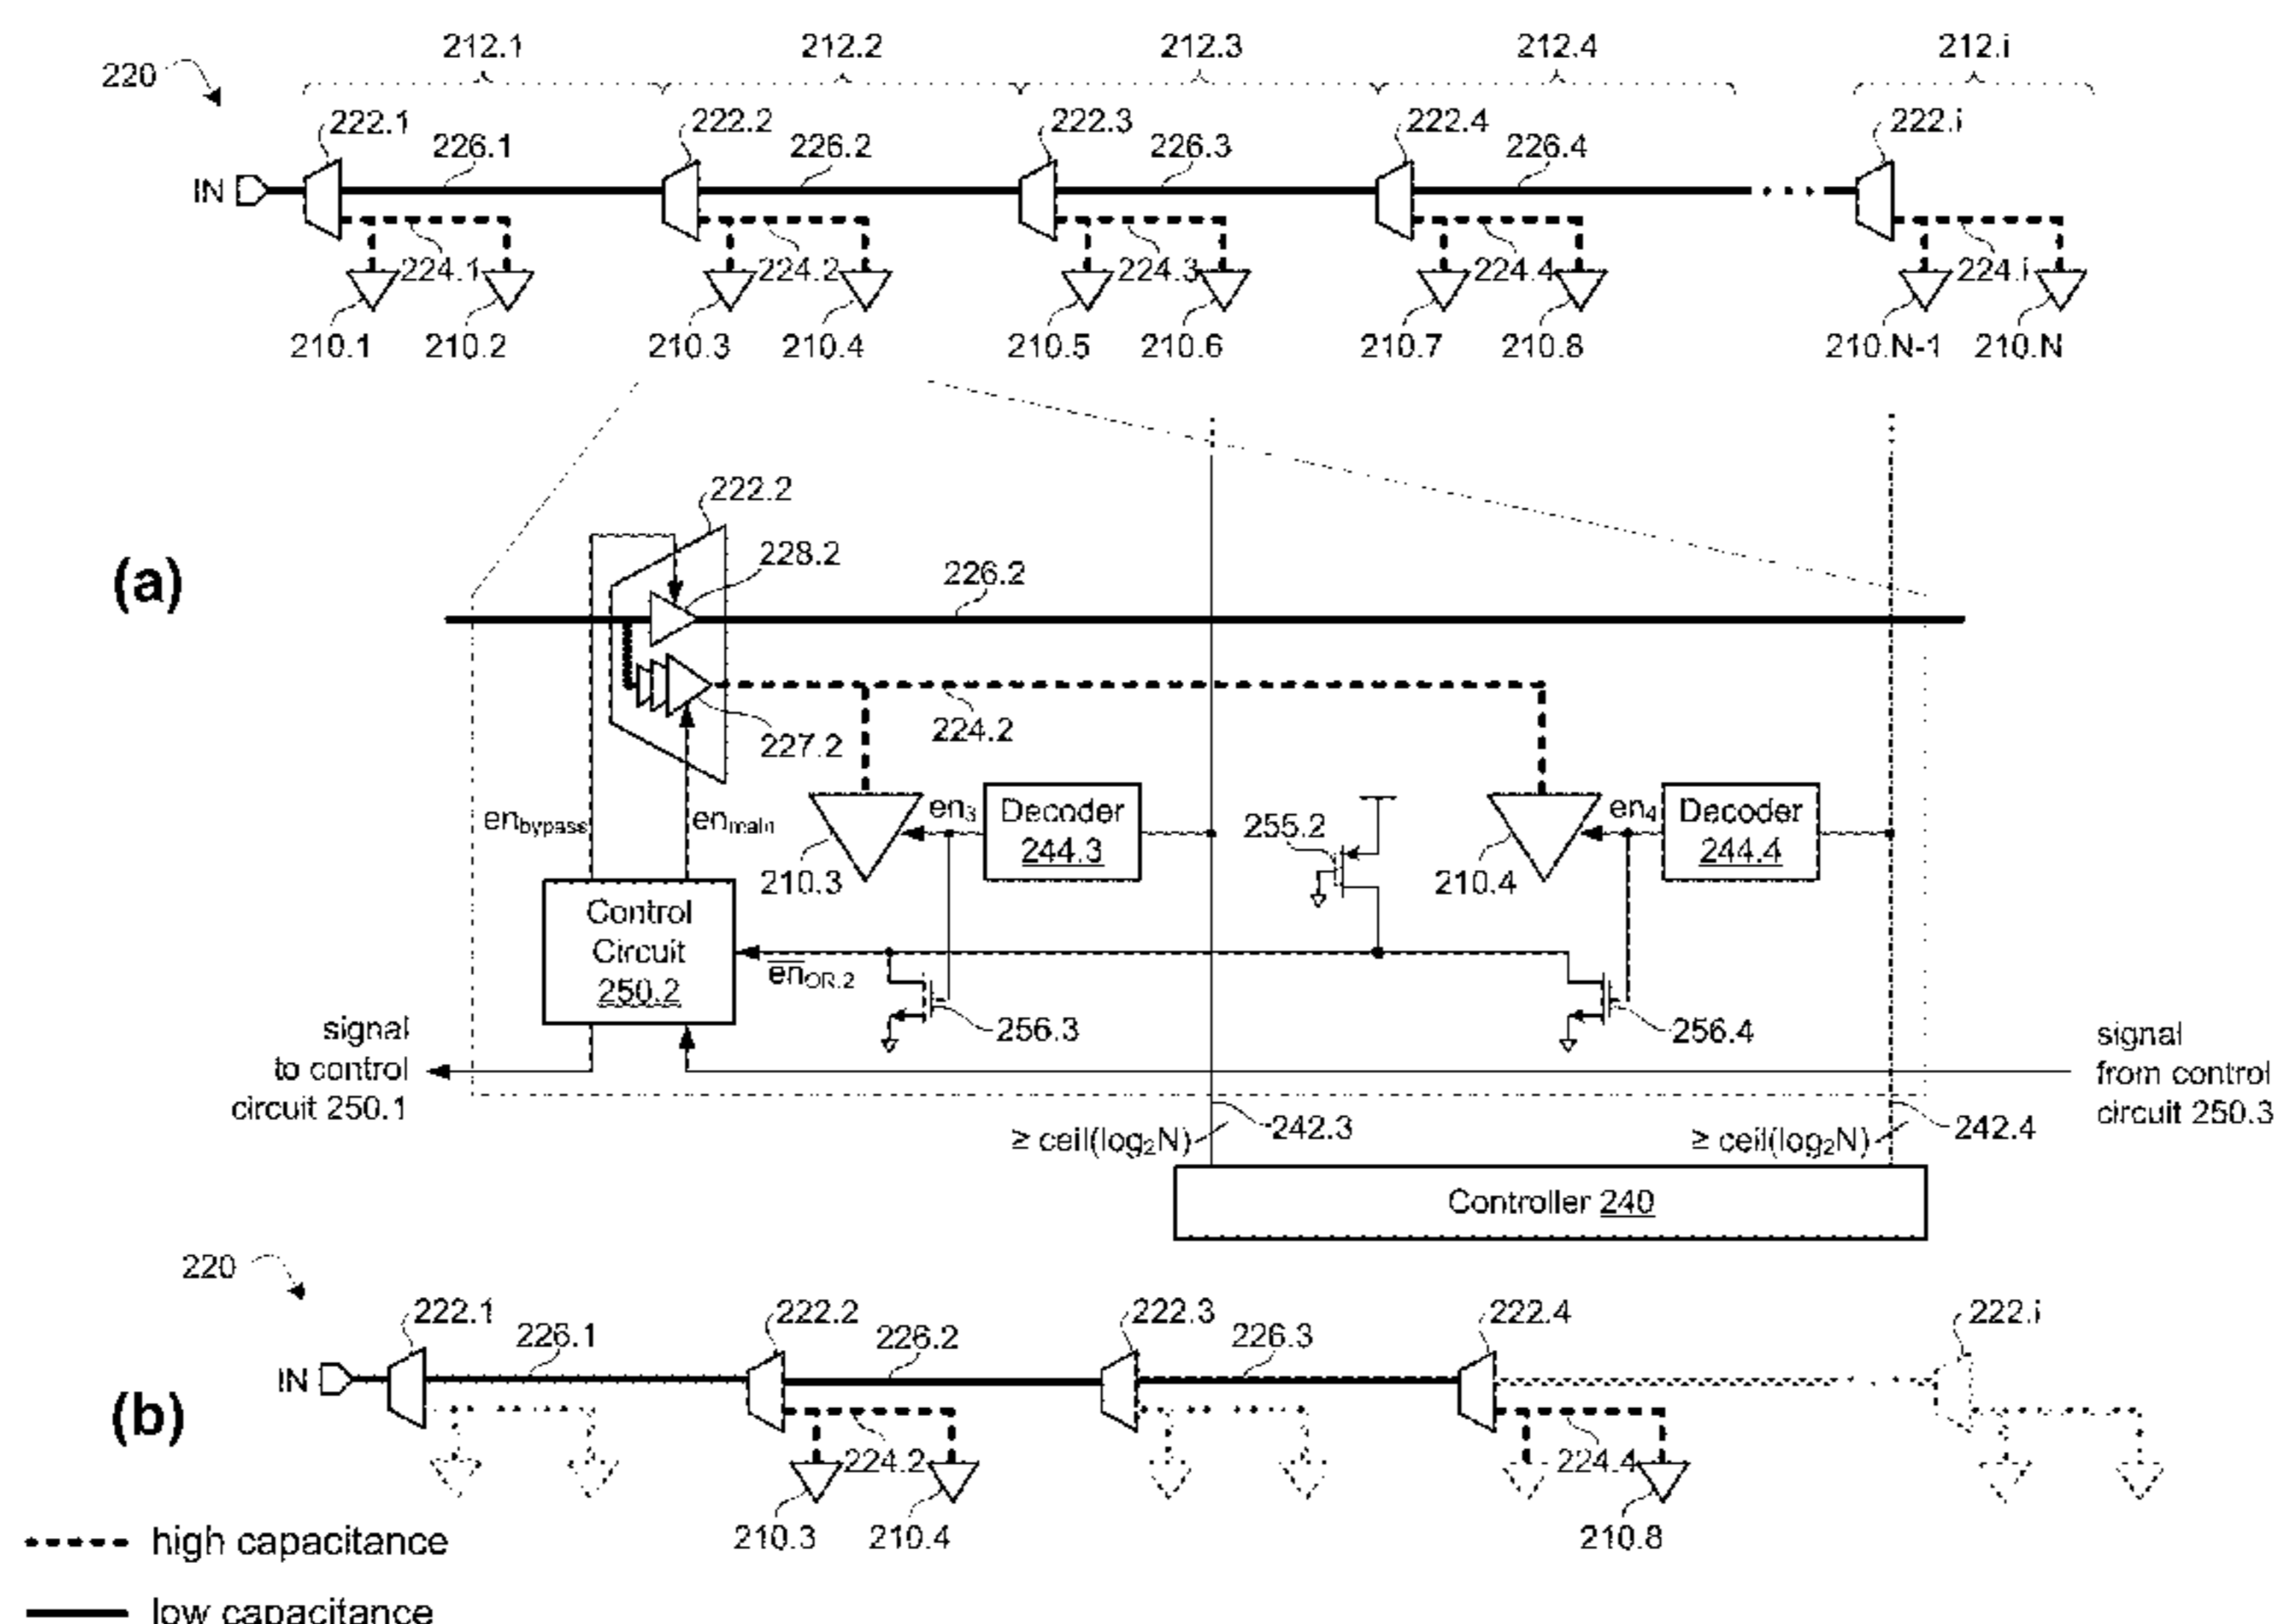 212.1 212.2 212.3 212.4 212.i
220
222.1 222.2 222.3 222.4 222.i
226.1 226.2 226.3 226.4
IN
224.1 224.2 224.3 224.4 224.i
210.1 210.2 210.3 210.4 210.5 210.6 210.7 210.8 210.N-1 210.N
222.2
228.2
(a)
226.2
224.2
227.2
en_bypass en_main en_3 Decoder 244.3 255.2 en_4 Decoder 244.4
210.3 210.4
Control
Circuit
250.2
e̅n̅_OR.2
256.3 256.4
signal
to control
circuit 250.1
signal
from control
circuit 250.3
≥ ceil(log₂N) 242.3 ≥ ceil(log₂N) 242.4
Controller 240
220
222.1 222.2 222.3 222.4 222.i
226.1 226.2 226.3
IN
(b)
224.2 224.4
210.3 210.4 210.8
high capacitance
low capacitance